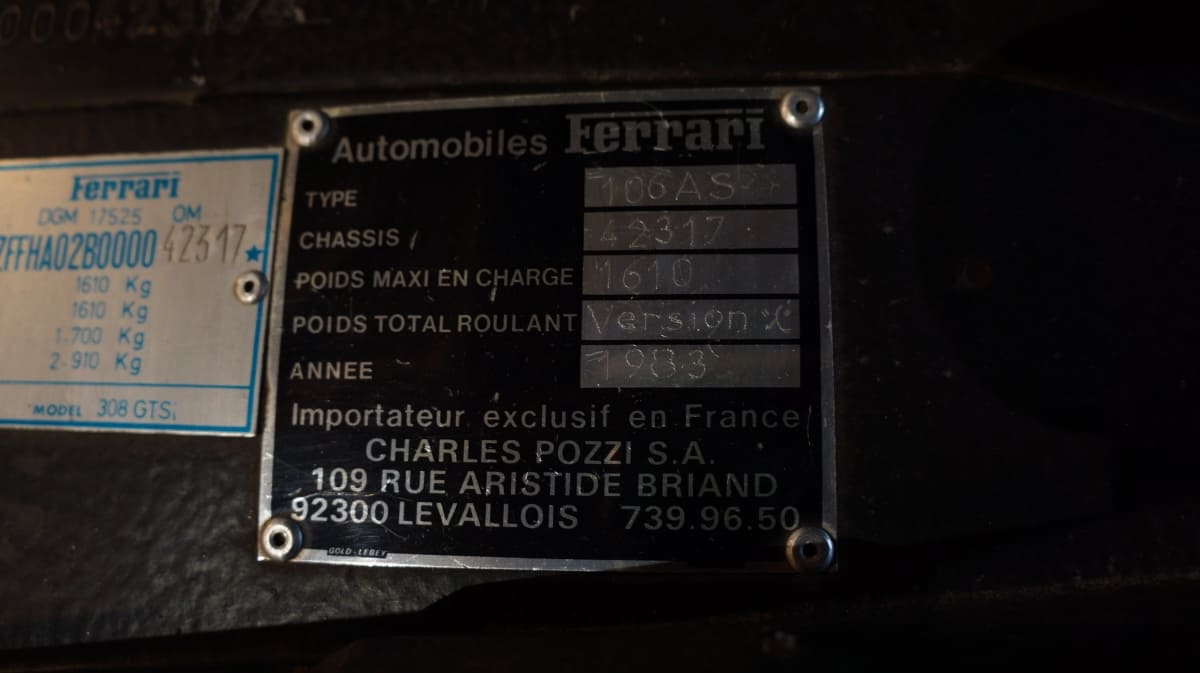 Ferrari
DGM 17525 OM
ZFFHA02B0000 42317★
1610 Kg
1610 Kg
1-700 Kg
2-910 Kg
MODEL 308 GTSi
Automobiles Ferrari
TYPE 106AS
CHASSIS 42317
POIDS MAXI EN CHARGE 1610
POIDS TOTAL ROULANT Version
ANNEE 1983
Importateur exclusif en France
CHARLES POZZI S.A.
109 RUE ARISTIDE BRIAND
92300 LEVALLOIS 739.96.50
GOLD-LEBEX